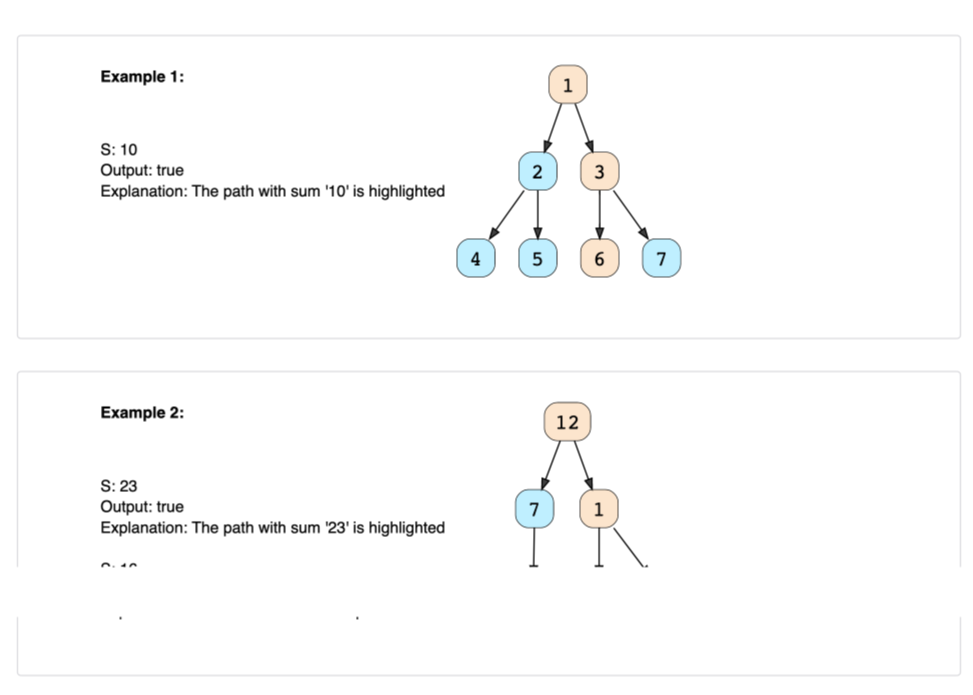 Example 1:
1
S: 10
Output: true
Explanation: The path with sum '10' is highlighted
2 3
4 5 6 7
Example 2:
12
S: 23
Output: true
Explanation: The path with sum '23' is highlighted
7 1